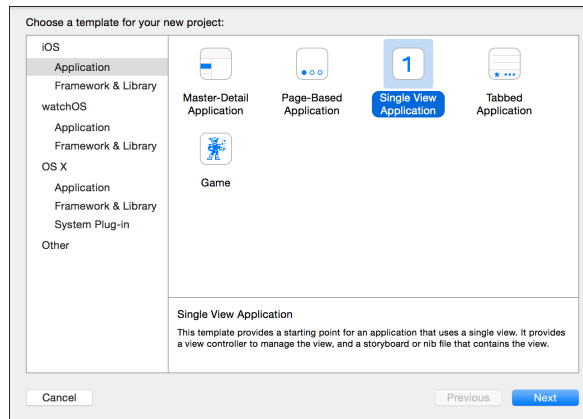 Choose a template for your new project:
iOS
Application
Framework & Library
watchOS
Application
Framework & Library
OS X
Application
Framework & Library
System Plug-in
Other
Master-Detail
Application
Page-Based
Application
1
Single View
Application
Tabbed
Application
Game
Single View Application
This template provides a starting point for an application that uses a single view. It provides
a view controller to manage the view, and a storyboard or nib file that contains the view.
Cancel
Previous
Next